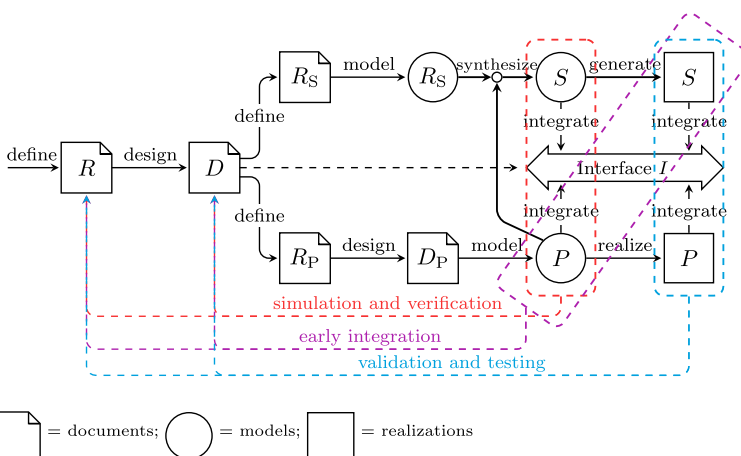 R_S
model
R_S
synthesize
S
generate
S
define
integrate
integrate
define
R
design
D
Interface I
define
integrate
integrate
R_P
design
D_P
model
P
realize
P
simulation and verification
early integration
validation and testing
= documents;
= models;
= realizations